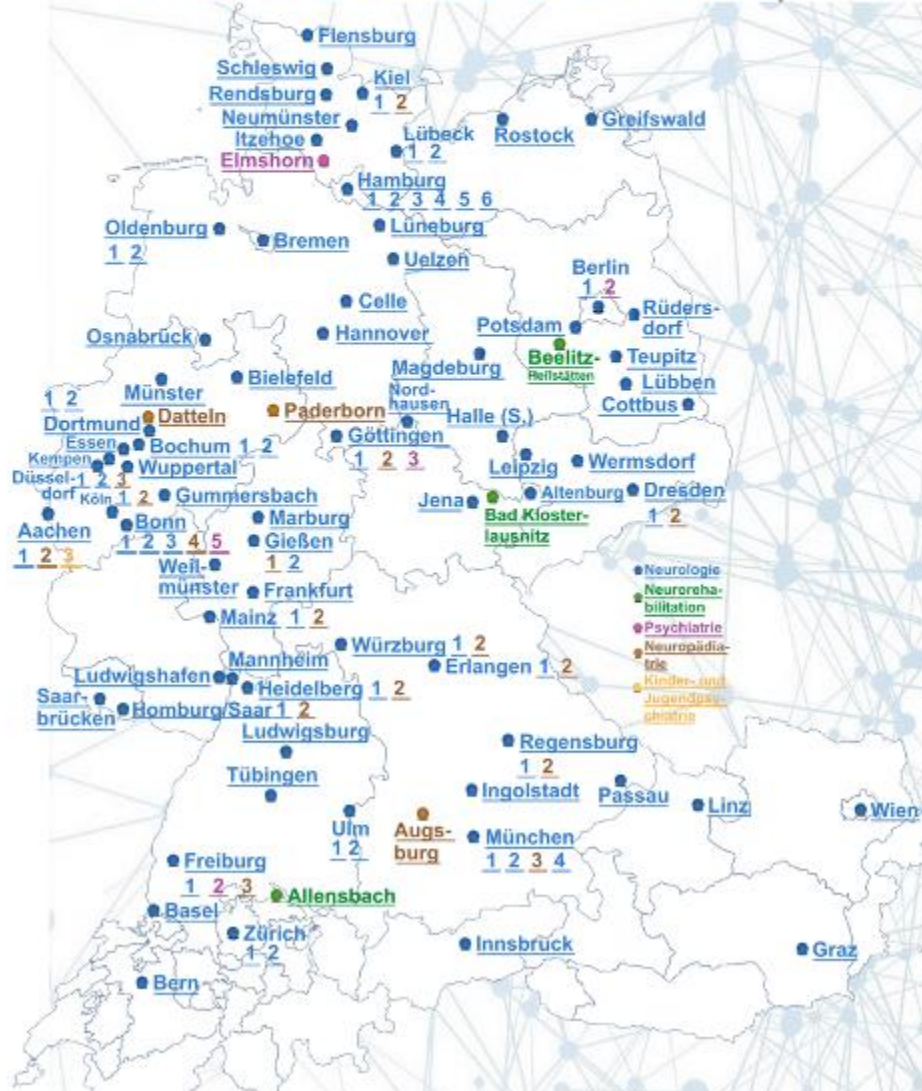 Flensburg
Schleswig
Kiel
Rendsburg
1 2
Neumünster
Rostock
Greifswald
Itzehoe
Lübeck
1 2
Elmshorn
Hamburg
1 2 3 4 5 6
Oldenburg
1 2
Bremen
Lüneburg
Uelzen
Berlin
1 2
Celle
Rüders-
dorf
Osnabrück
Hannover
Potsdam
Beelitz-
Heilstätten
Teupitz
Magdeburg
Münster
Bielefeld
Lübben
Nord-
hausen
Cottbus
1 2
Dortmund
Datteln
Paderborn
Halle (S.)
Essen
Bochum 1 2
Göttingen
1 2 3
Kempen
Wuppertal
Leipzig
Wermsdorf
Düssel-
dorf
1 2 3
Köln 1 2
Gummersbach
Jena
Bad Kloster-
lausnitz
Altenburg
Dresden
1 2
Aachen
1 2 3
Bonn
1 2 3 4 5
Marburg
Gießen
1 2
Weil-
münster
Frankfurt
Neurologie
Neuroreha-
bilitation
Psychiatrie
Neuropädia-
trie
Kinder- und
Jugendpsy-
chiatrie
Mainz 1 2
Würzburg 1 2
Mannheim
Erlangen 1 2
Ludwigshafen
Heidelberg 1 2
Saar-
brücken
Homburg/Saar 1 2
Ludwigsburg
Regensburg
1 2
Tübingen
Ingolstadt
Passau
Linz
Wien
Ulm
1 2
Augs-
burg
München
1 2 3 4
Freiburg
1 2 3
Allensbach
Basel
Zürich
1 2
Innsbruck
Graz
Bern